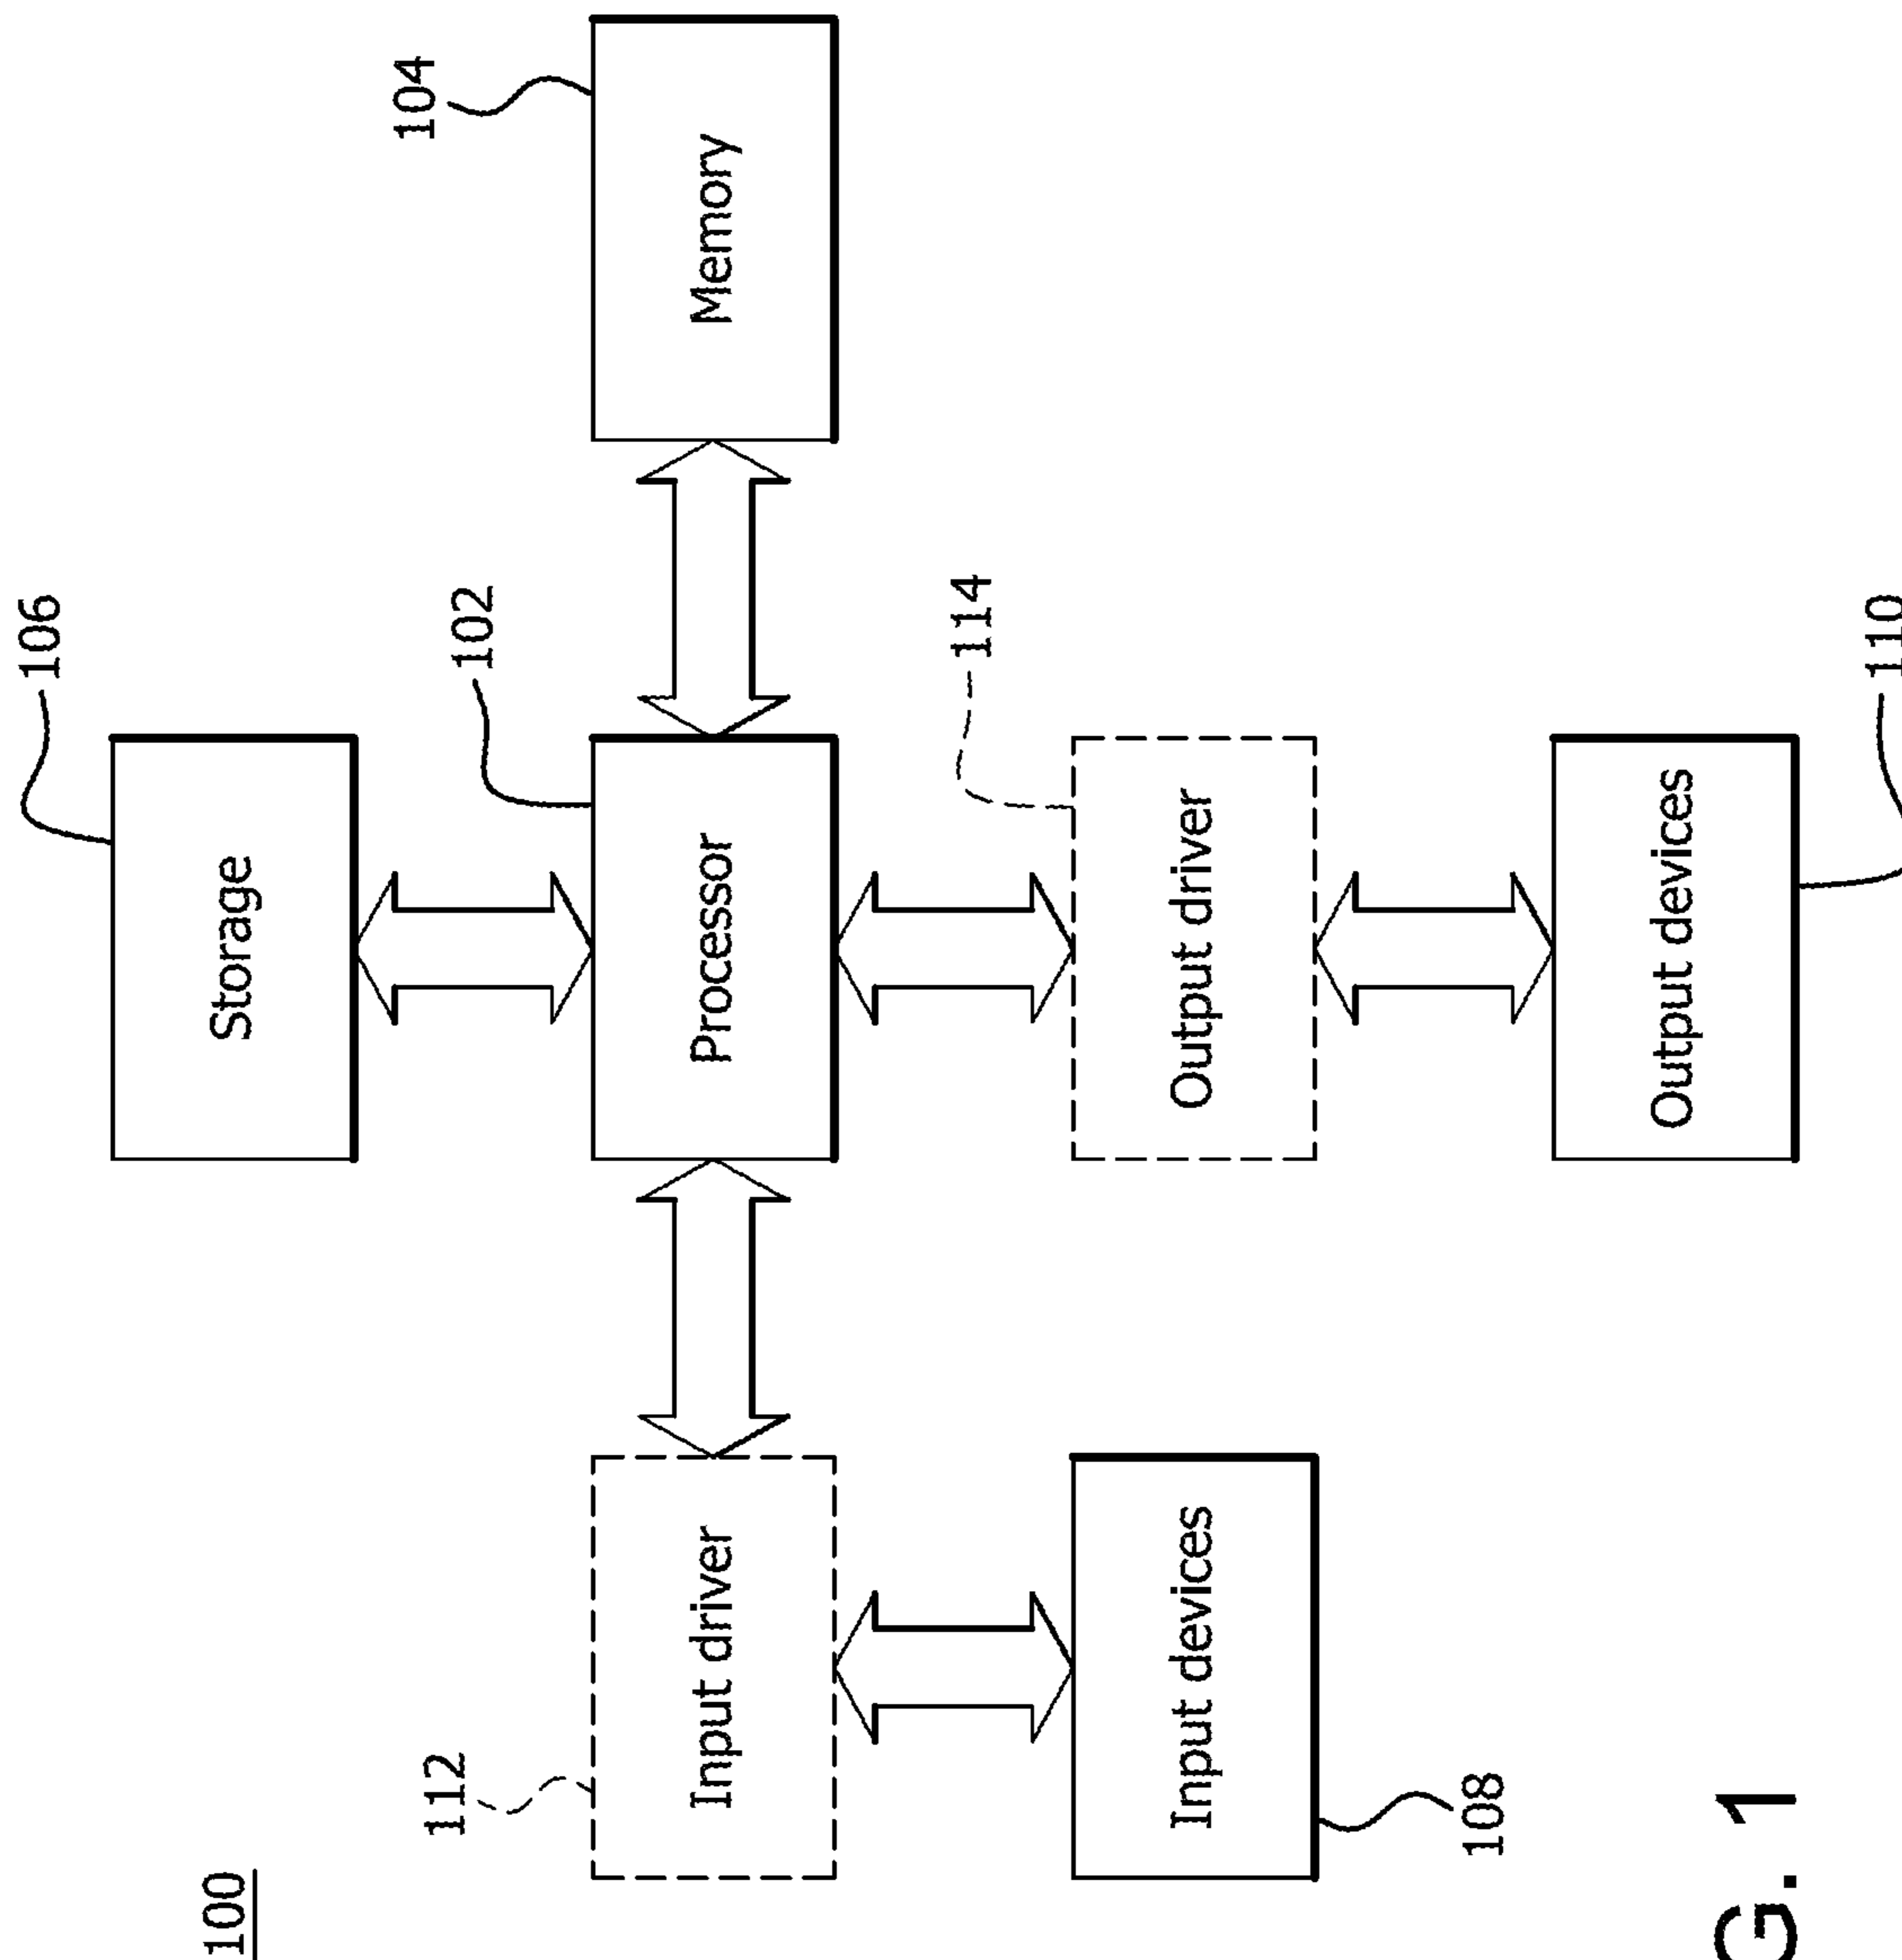 100
106
Storage
112
102
104
Input driver
Processor
Memory
114
Input devices
Output driver
108
Output devices
110
G. 1